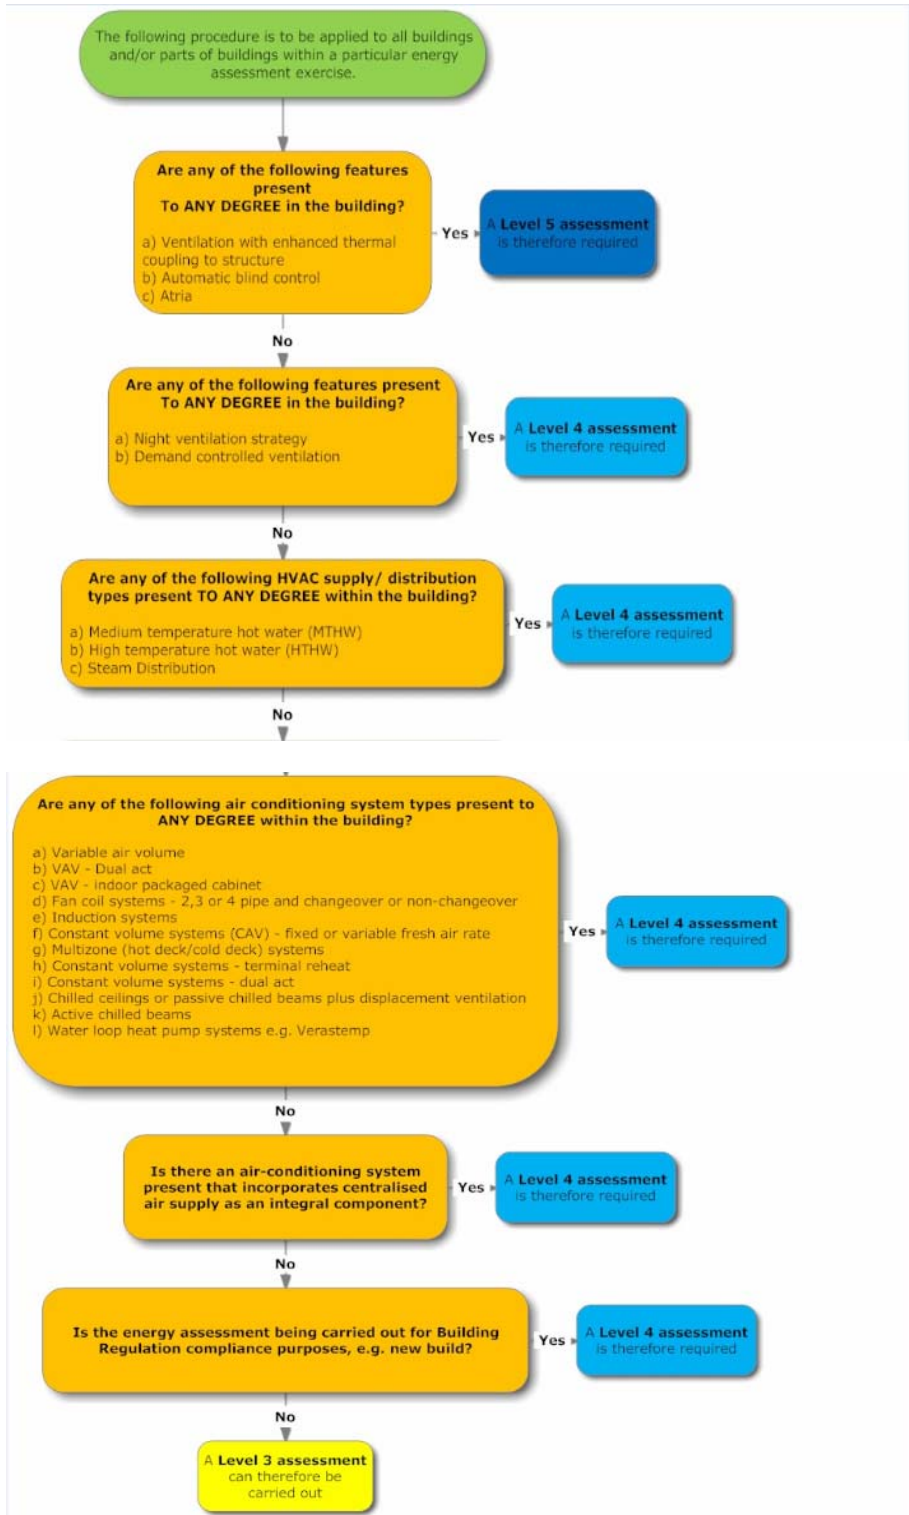 The following procedure is to be applied to all buildings
and/or parts of buildings within a particular energy
assessment exercise.
Are any of the following features
present
To ANY DEGREE in the building?
a) Ventilation with enhanced thermal
coupling to structure
b) Automatic blind control
c) Atria
Yes
A Level 5 assessment
is therefore required
No
Are any of the following features present
To ANY DEGREE in the building?
a) Night ventilation strategy
b) Demand controlled ventilation
Yes
A Level 4 assessment
is therefore required
No
Are any of the following HVAC supply/ distribution
types present TO ANY DEGREE within the building?
a) Medium temperature hot water (MTHW)
b) High temperature hot water (HTHW)
c) Steam Distribution
Yes
A Level 4 assessment
is therefore required
No
Are any of the following air conditioning system types present to
ANY DEGREE within the building?
a) Variable air volume
b) VAV - Dual act
c) VAV - indoor packaged cabinet
d) Fan coil systems - 2,3 or 4 pipe and changeover or non-changeover
e) Induction systems
f) Constant volume systems (CAV) - fixed or variable fresh air rate
g) Multizone (hot deck/cold deck) systems
h) Constant volume systems - terminal reheat
i) Constant volume systems - dual act
j) Chilled ceilings or passive chilled beams plus displacement ventilation
k) Active chilled beams
l) Water loop heat pump systems e.g. Verastemp
Yes
A Level 4 assessment
is therefore required
No
Is there an air-conditioning system
present that incorporates centralised
air supply as an integral component?
Yes
A Level 4 assessment
is therefore required
No
Is the energy assessment being carried out for Building
Regulation compliance purposes, e.g. new build?
Yes
A Level 4 assessment
is therefore required
No
A Level 3 assessment
can therefore be
carried out